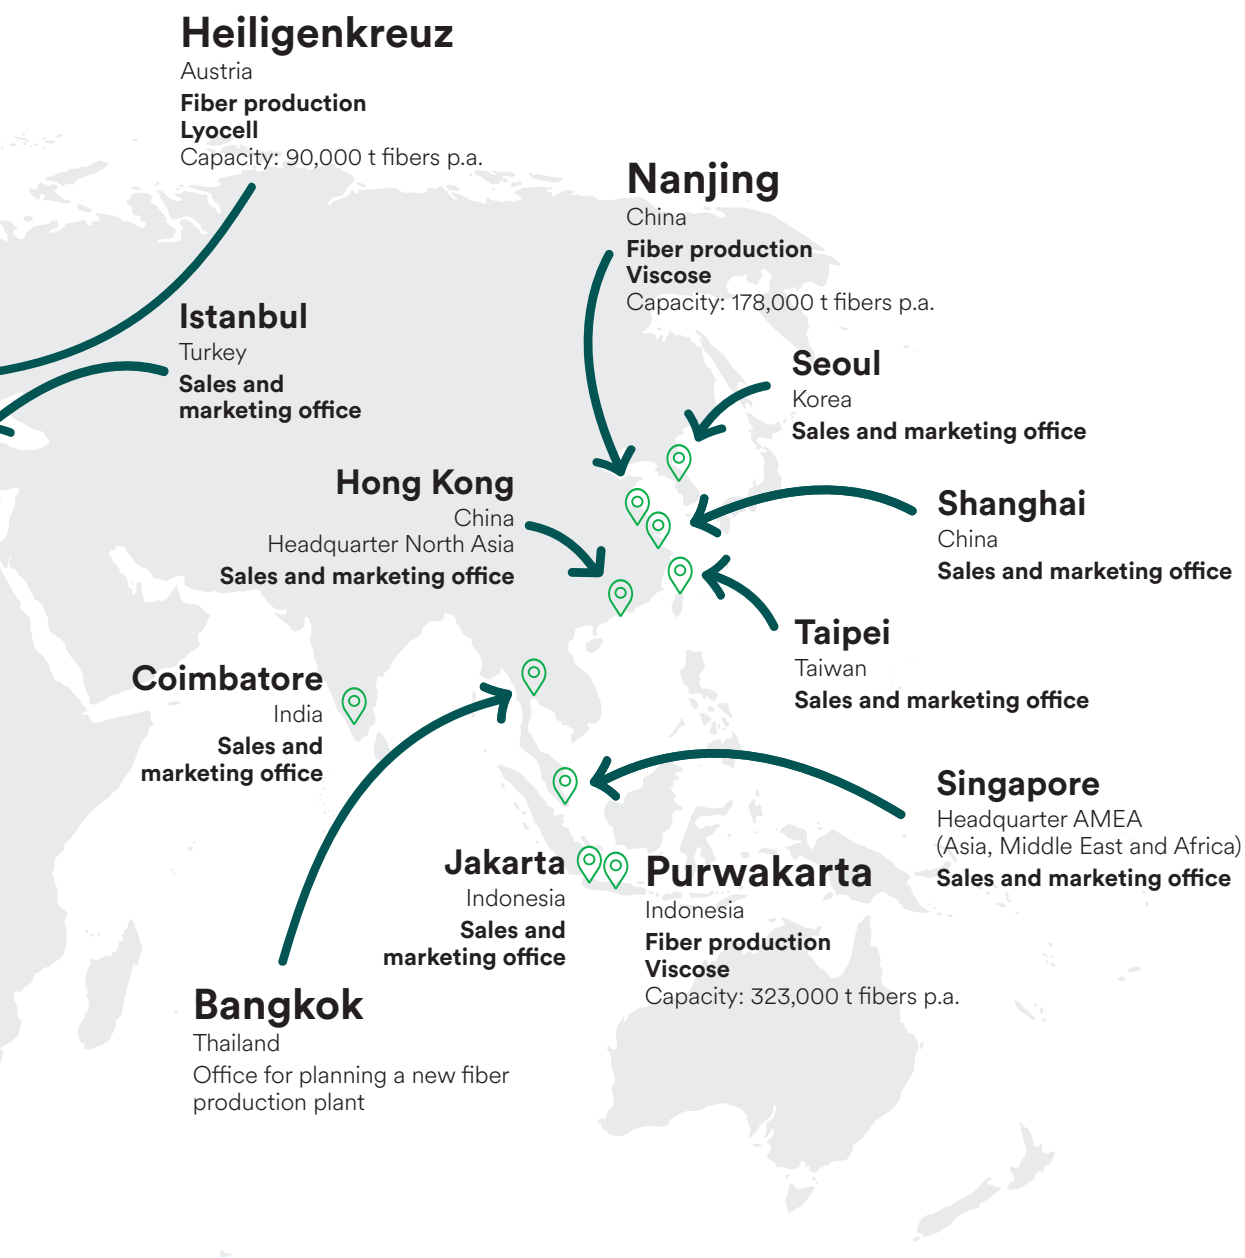 Heiligenkreuz
Austria
Fiber production
Lyocell
Capacity: 90,000 t fibers p.a.
Nanjing
China
Fiber production
Viscose
Capacity: 178,000 t fibers p.a.
Istanbul
Turkey
Sales and
marketing office
Seoul
Korea
Sales and marketing office
Hong Kong
China
Headquarter North Asia
Sales and marketing office
Shanghai
China
Sales and marketing office
Taipei
Taiwan
Sales and marketing office
Coimbatore
India
Sales and
marketing office
Singapore
Headquarter AMEA
(Asia, Middle East and Africa)
Sales and marketing office
Jakarta
Indonesia
Sales and
marketing office
Purwakarta
Indonesia
Fiber production
Viscose
Capacity: 323,000 t fibers p.a.
Bangkok
Thailand
Office for planning a new fiber
production plant